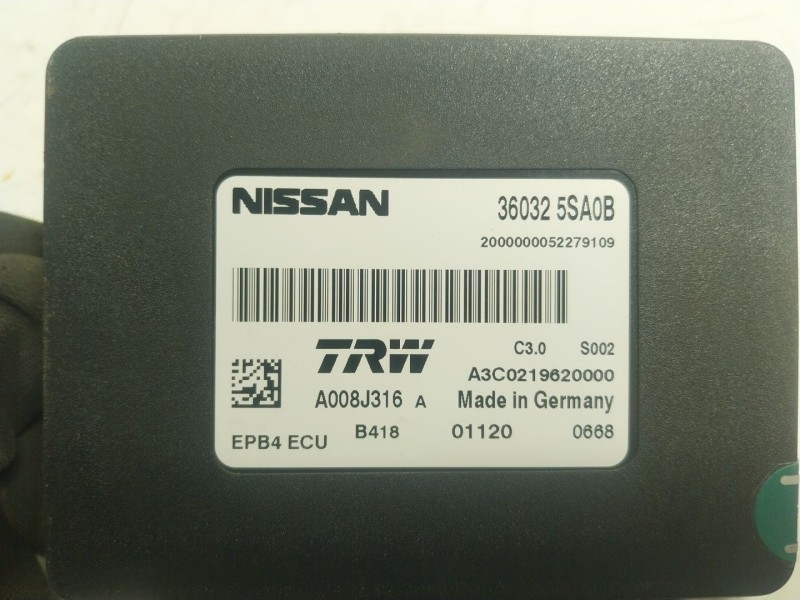 NISSAN 36032 5SA0B
2000000052279109
TRW C3.0 S002
A3C0219620000
A008J316 A Made in Germany
EPB4 ECU B418 01120 0668